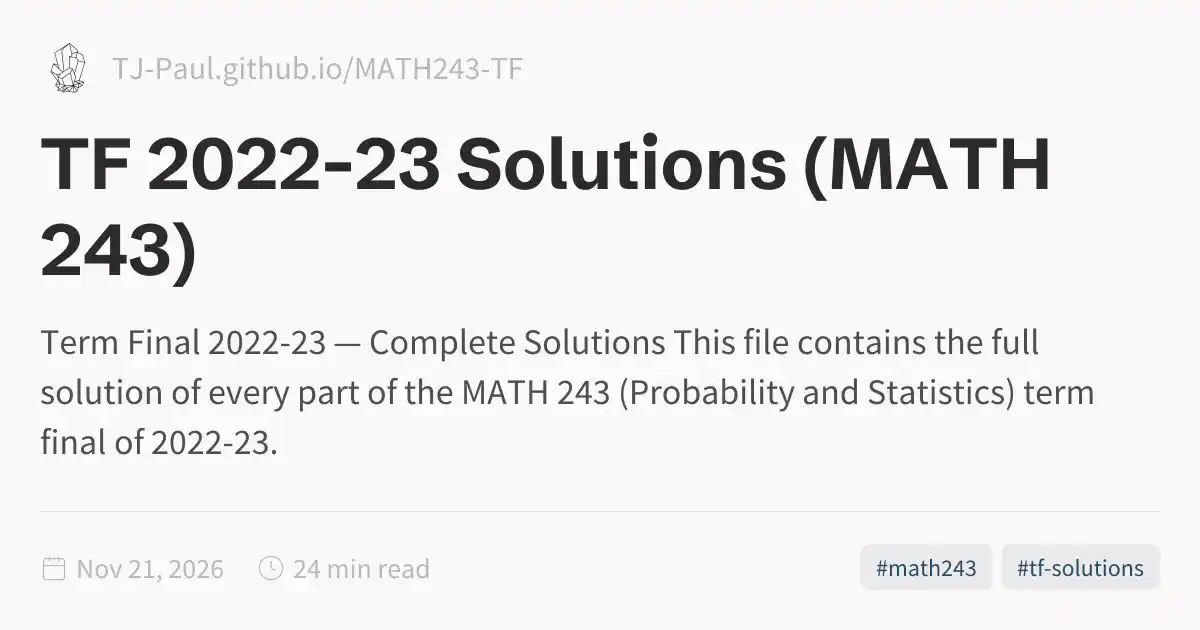 TJ-Paul.github.io/MATH243-TF
TF 2022-23 Solutions (MATH
243)
Term Final 2022-23 — Complete Solutions This file contains the full
solution of every part of the MATH 243 (Probability and Statistics) term
final of 2022-23.
Nov 21, 2026 24 min read #math243 #tf-solutions